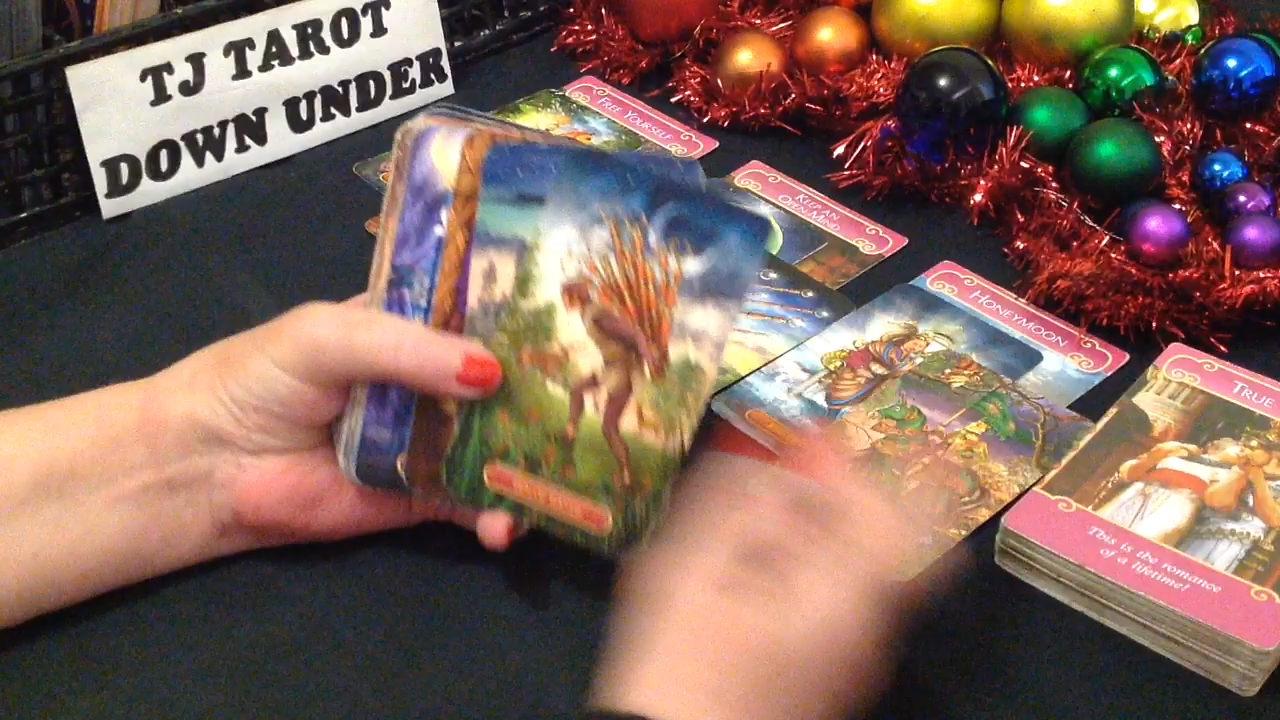 TJ TAROT
DOWN UNDER
FREE YOURSELF
KEEP AN
OPEN MIND
HONEYMOON
TRUE
This is the romance
of a lifetime!